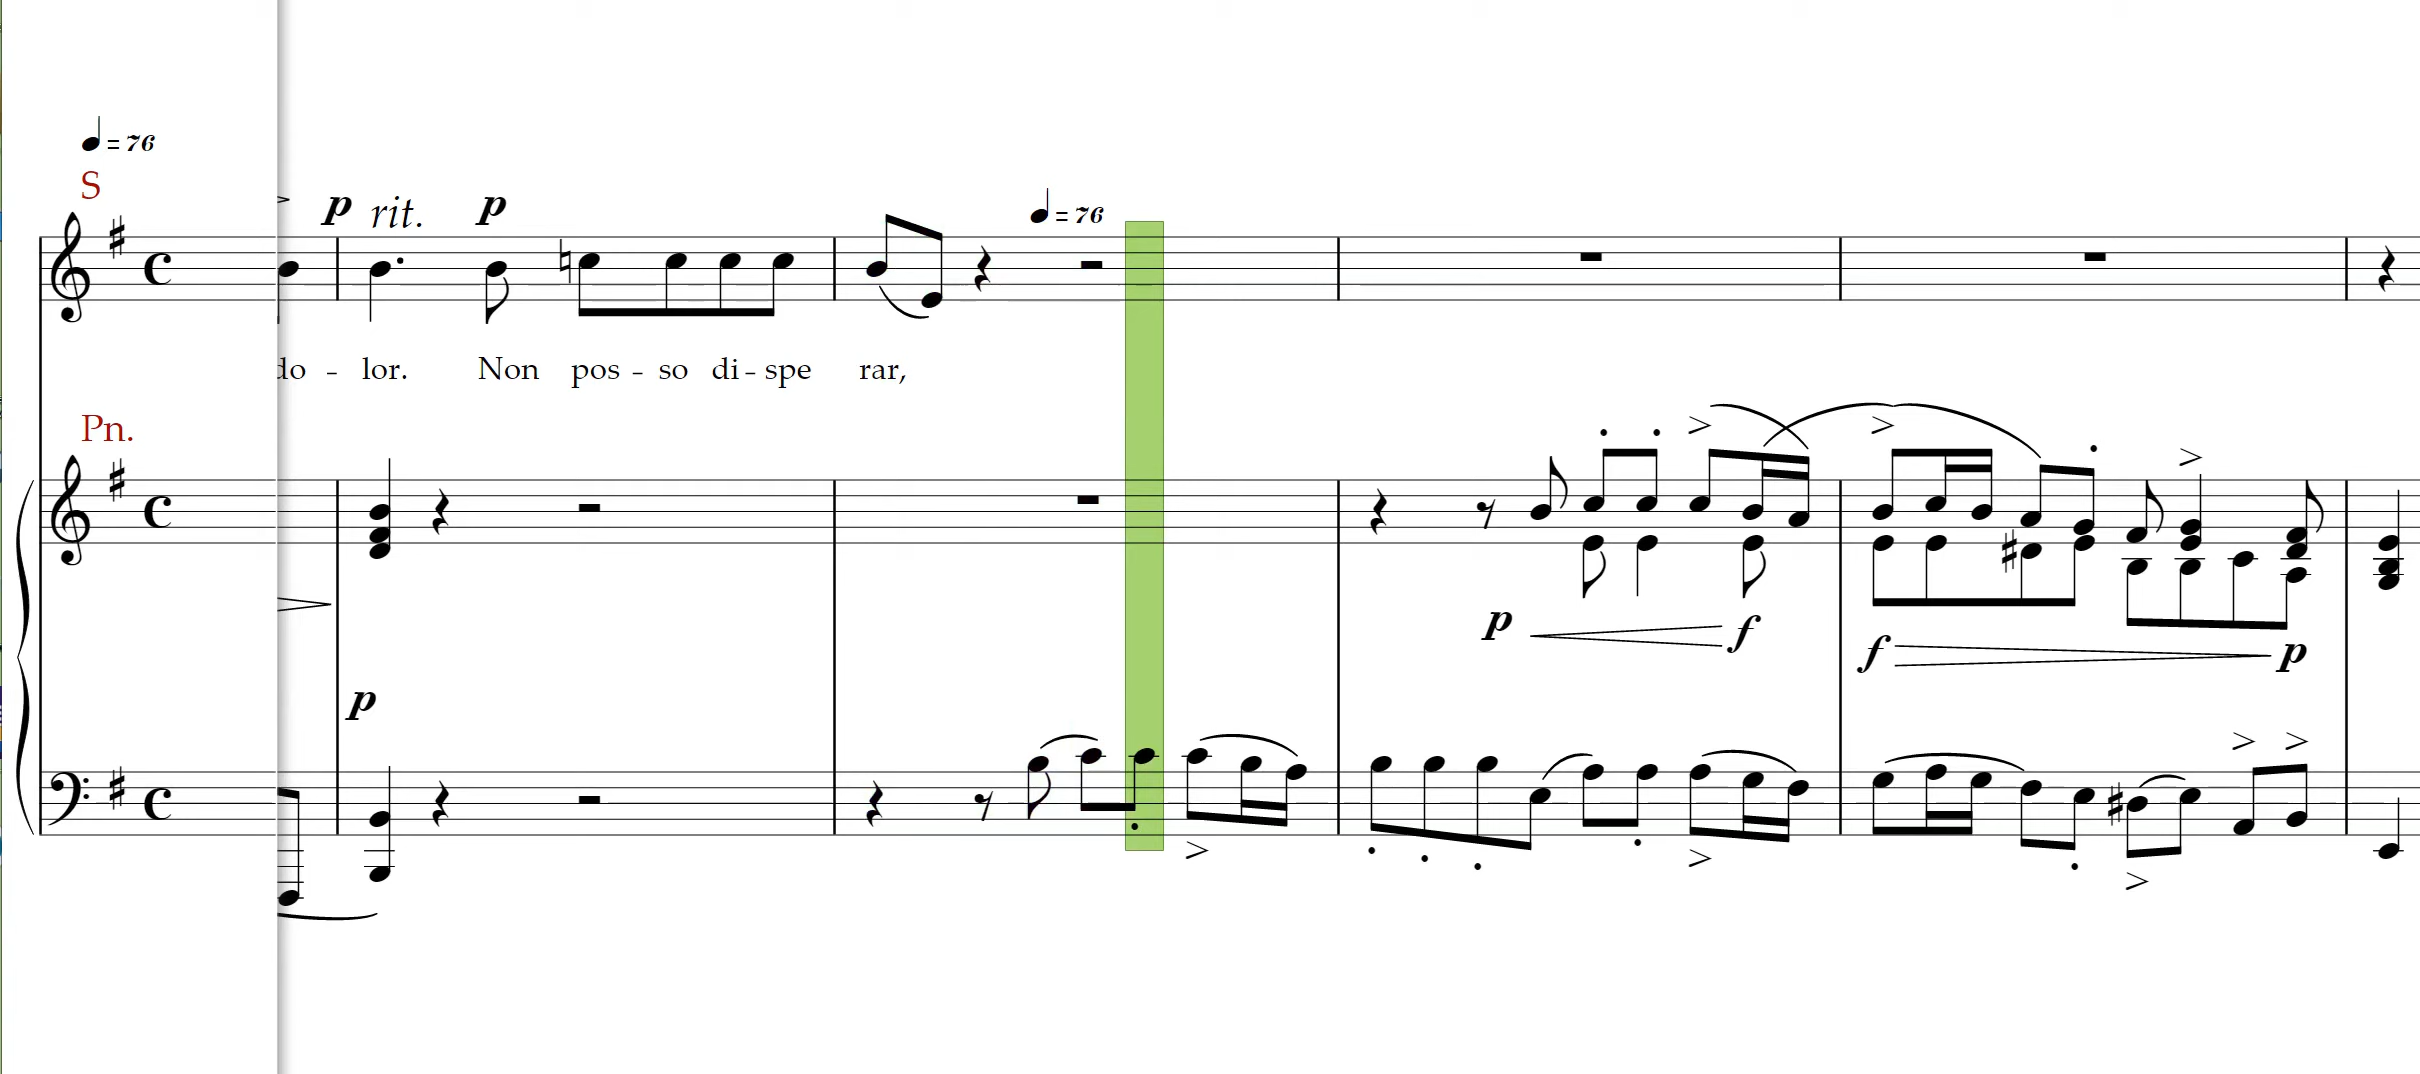 = 76
S
p rit. p
= 76
do - lor. Non pos - so di - spe rar,
Pn.
p f
f p
p